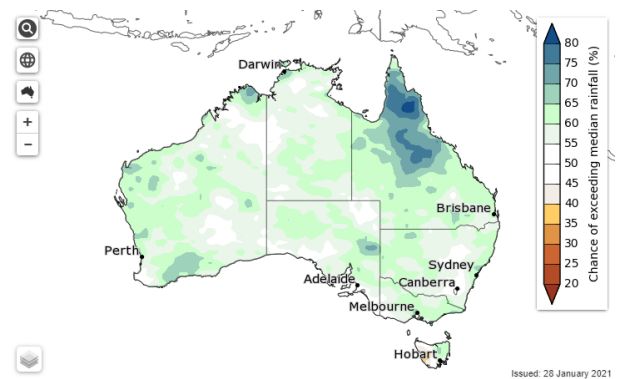 Darwin
Brisbane
Perth
Sydney
Adelaide
Canberra
Melbourne
Hobart
+
−
80
75
70
65
60
55
50
45
40
35
30
25
20
Chance of exceeding median rainfall (%)
Issued: 28 January 2021